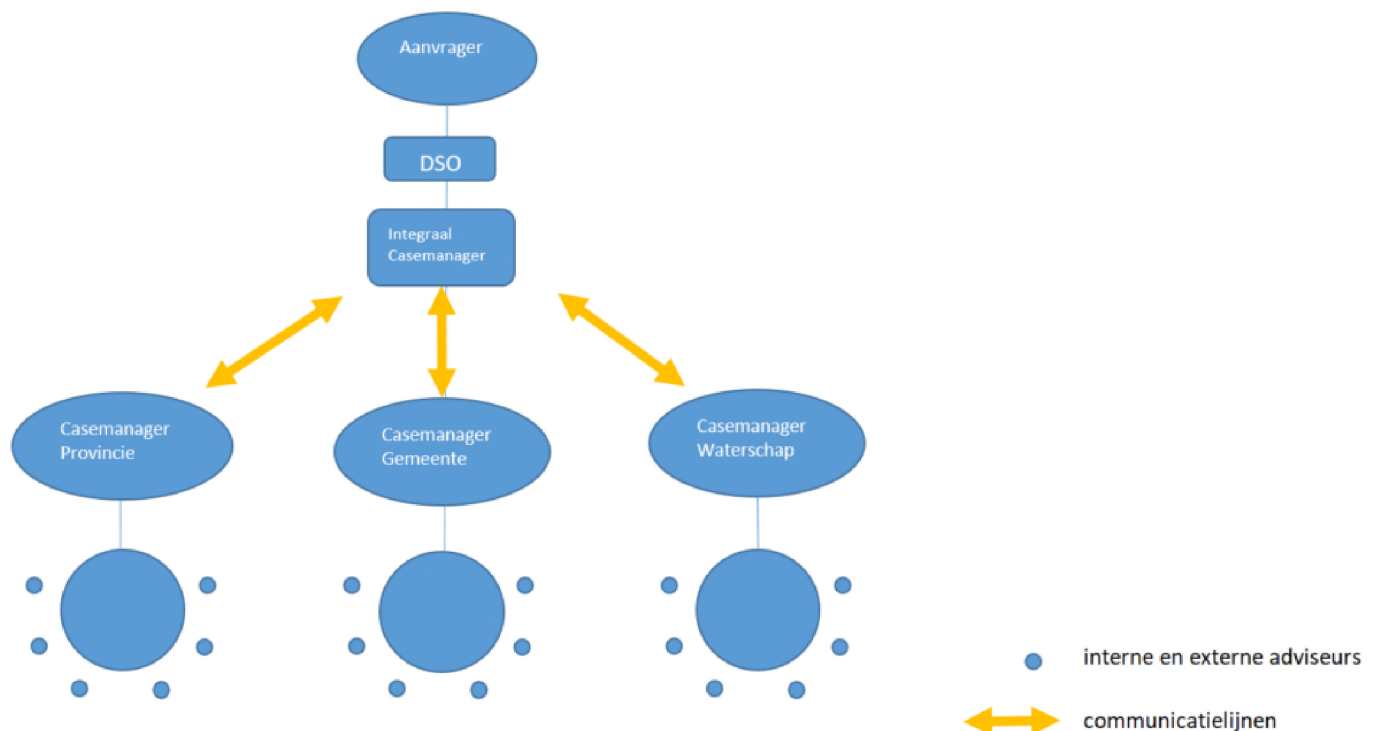 Aanvrager
DSO
Integraal
Casemanager
Casemanager
Provincie
Casemanager
Gemeente
Casemanager
Waterschap
interne en externe adviseurs
communicatielijnen